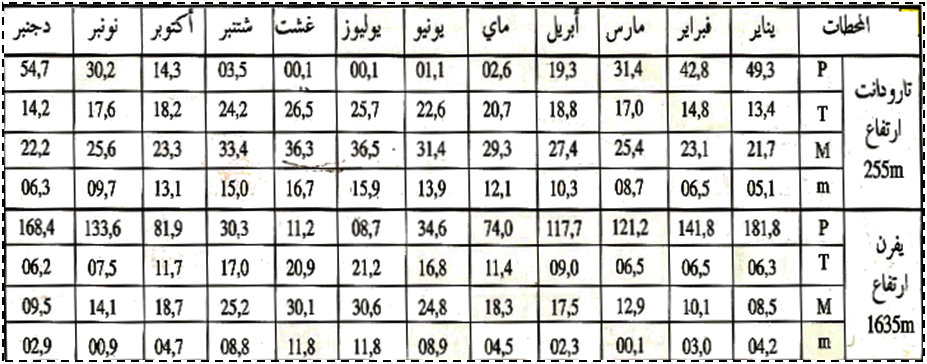 المحطات يناير فبراير مارس أبريل ماي يونيو يوليوز غشت شتنبر أكتوبر نونبر دجنبر
تارودانت
ارتفاع
255m
P 49,3 42,8 31,4 19,3 02,6 01,1 00,1 00,1 03,5 14,3 30,2 54,7
T 13,4 14,8 17,0 18,8 20,7 22,6 25,7 26,5 24,2 18,2 17,6 14,2
M 21,7 23,1 25,4 27,4 29,3 31,4 36,5 36,3 33,4 23,3 25,6 22,2
m 05,1 06,5 08,7 10,3 12,1 13,9 15,9 16,7 15,0 13,1 09,7 06,3
يفرن
ارتفاع
1635m
P 181,8 141,8 121,2 117,7 74,0 34,6 08,7 11,2 30,3 81,9 133,6 168,4
T 06,3 06,5 06,5 09,0 11,4 16,8 21,2 20,9 17,0 11,7 07,5 06,2
M 08,5 10,1 12,9 17,5 18,3 24,8 30,6 30,1 25,2 18,7 14,1 09,5
m 04,2 03,0 00,1 02,3 04,5 08,9 11,8 11,8 08,8 04,7 00,9 02,9